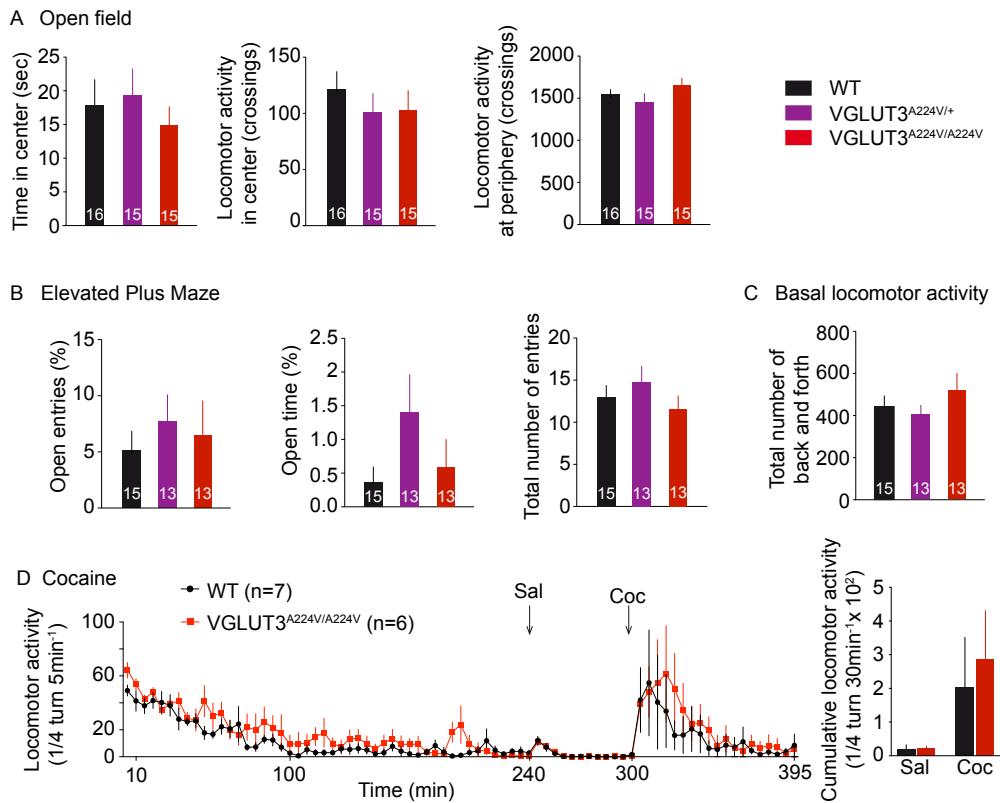 A Open field
Time in center (sec)
25
20
15
10
5
0
16
15
15
Locomotor activity
in center (crossings)
150
100
50
0
16
15
15
Locomotor activity
at periphery (crossings)
2000
1500
1000
500
0
16
15
15
WT
VGLUT3A224V/+
VGLUT3A224V/A224V
B Elevated Plus Maze
Open entries (%)
15
10
5
0
15
13
13
Open time (%)
2.5
2
1.5
1.0
0.5
0.0
15
13
13
Total number of entries
20
15
10
5
0
15
13
13
C Basal locomotor activity
Total number of
back and forth
800
600
400
200
0
15
13
13
D Cocaine
WT (n=7)
VGLUT3A224V/A224V (n=6)
Sal
Coc
Locomotor activity
(1/4 turn 5min-1)
100
60
20
0
10
100
240
300
395
Time (min)
Cumulative locomotor activity
(1/4 turn 30min-1x 102)
5
4
3
2
1
0
Sal
Coc